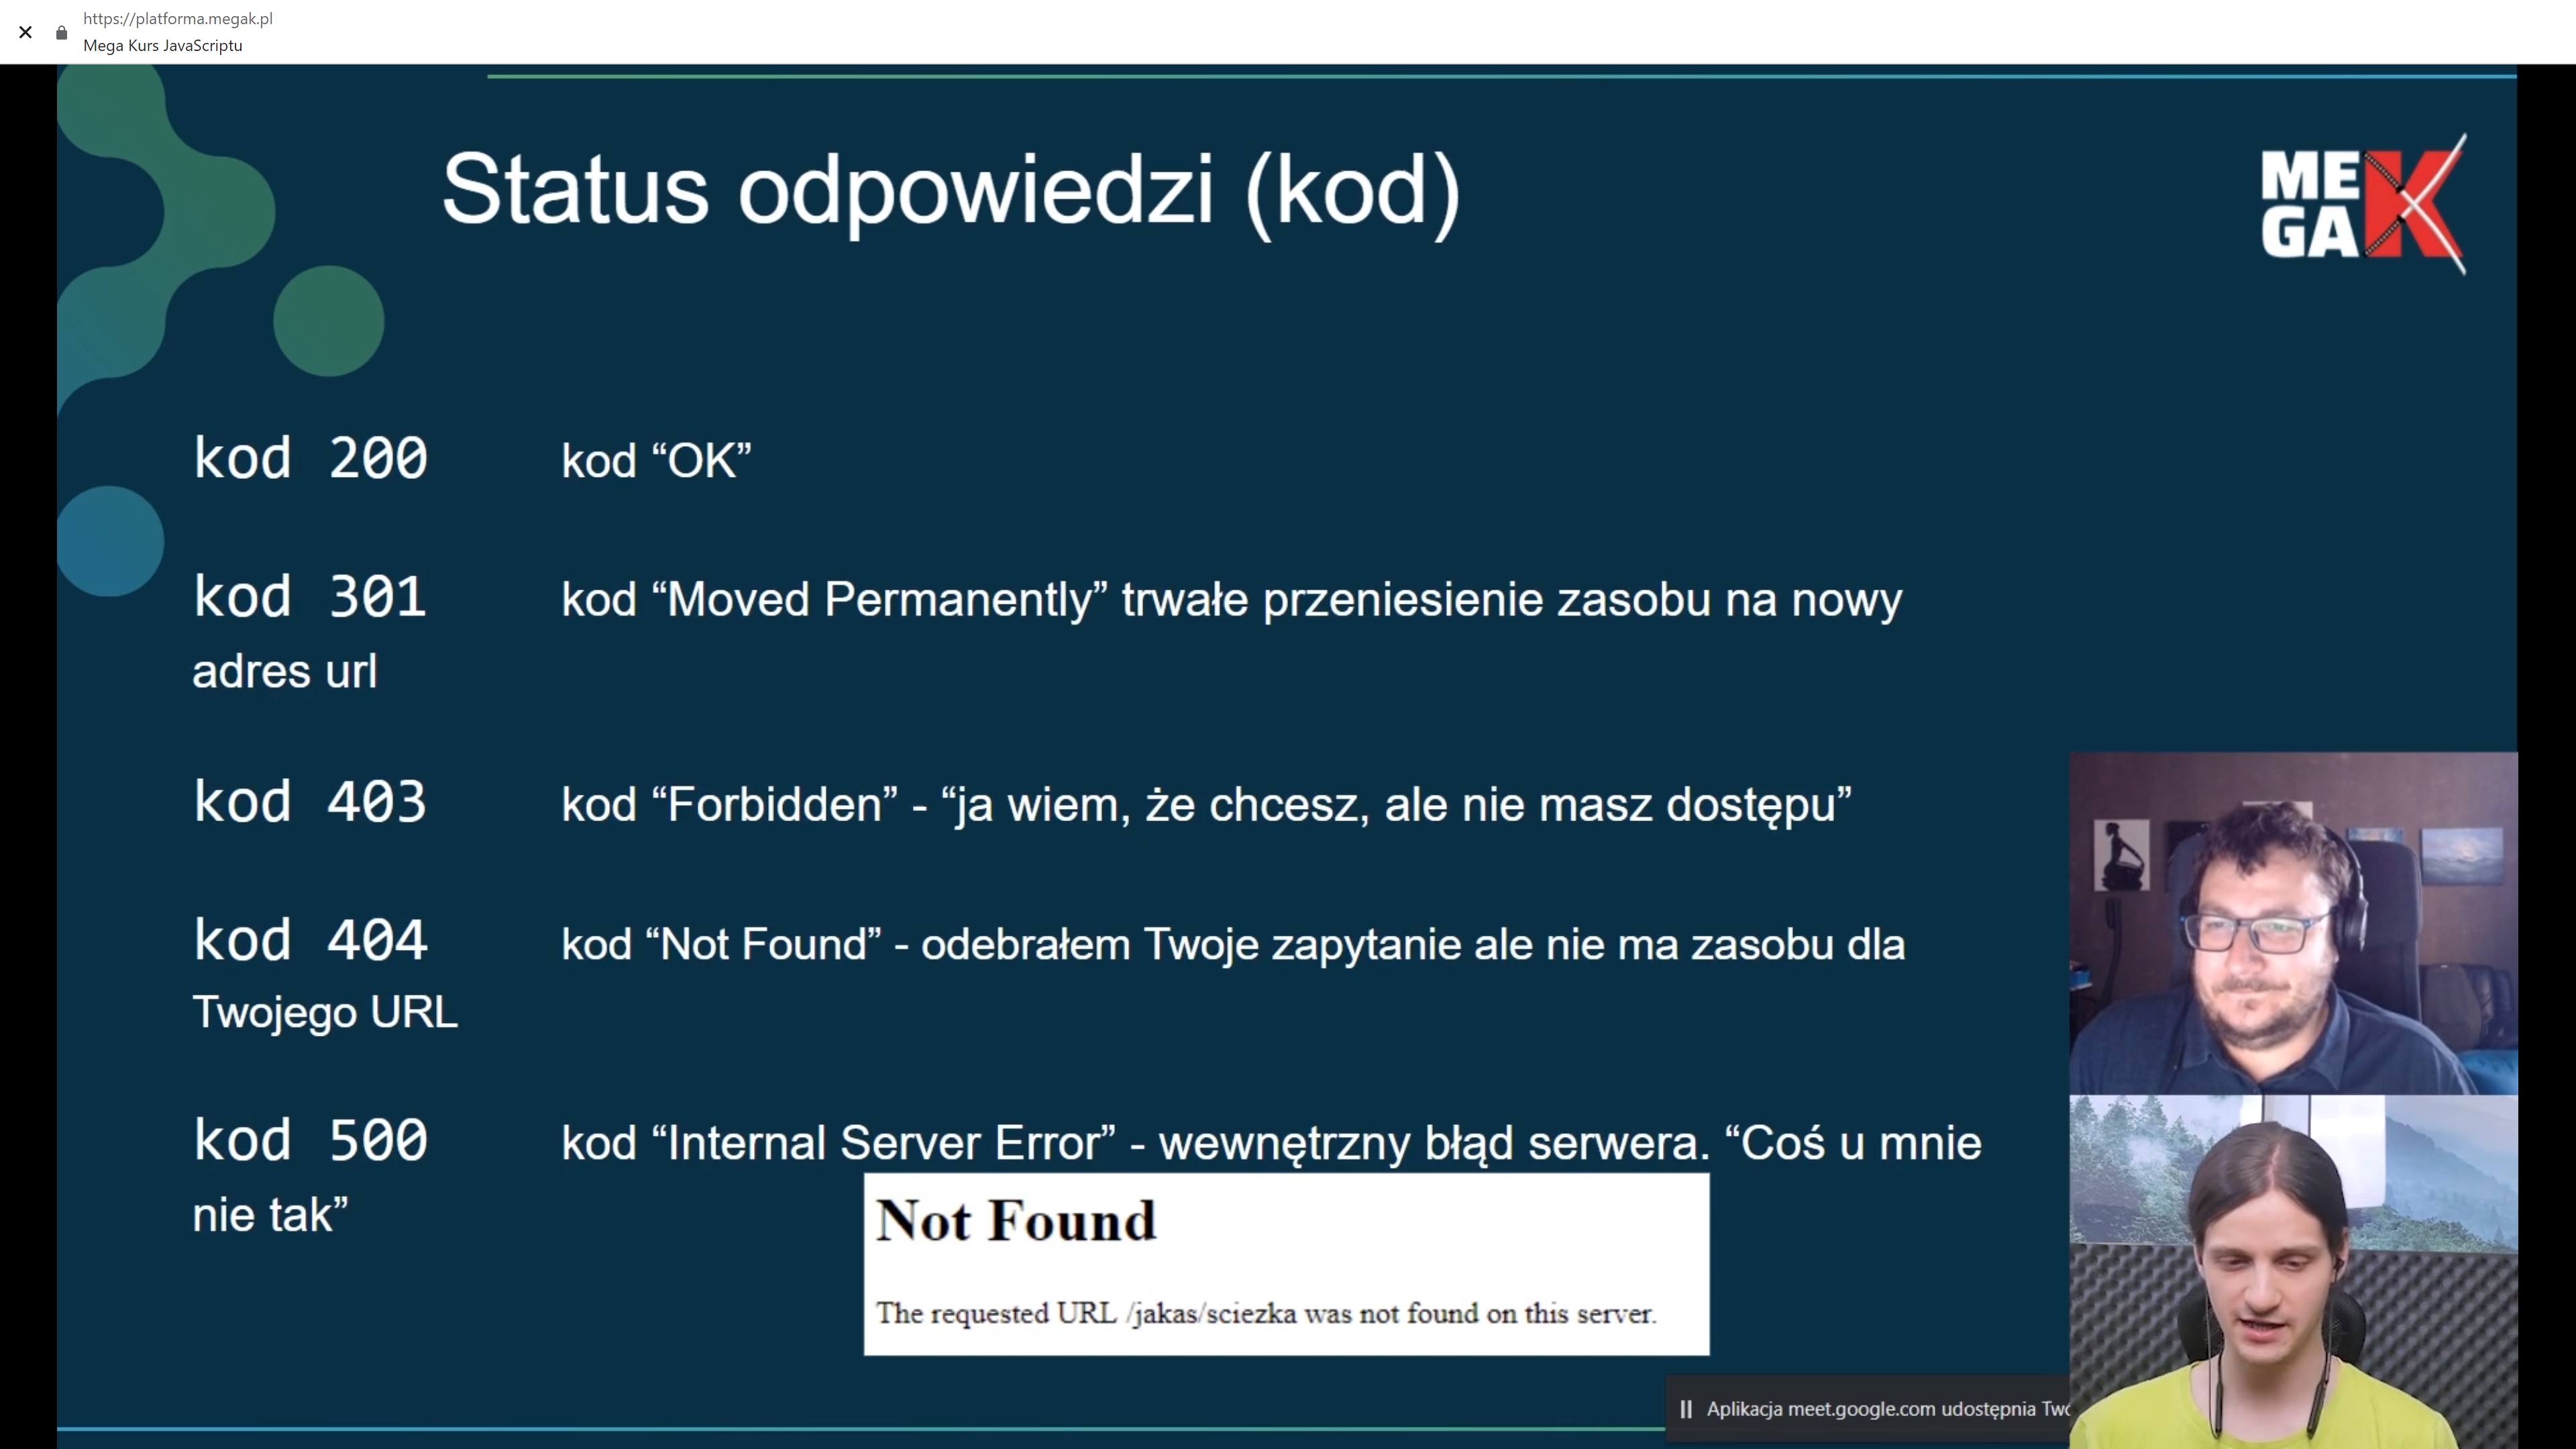 https://platforma.megak.pl
Mega Kurs JavaScriptu
Status odpowiedzi (kod)
ME
GA K
kod 200 kod “OK”
kod 301 kod “Moved Permanently” trwałe przeniesienie zasobu na nowy
adres url
kod 403 kod “Forbidden” - “ja wiem, że chcesz, ale nie masz dostępu”
kod 404 kod “Not Found” - odebrałem Twoje zapytanie ale nie ma zasobu dla
Twojego URL
kod 500 kod “Internal Server Error” - wewnętrzny błąd serwera. “Coś u mnie
nie tak”
Not Found
The requested URL /jakas/sciezka was not found on this server.
Aplikacja meet.google.com udostępnia